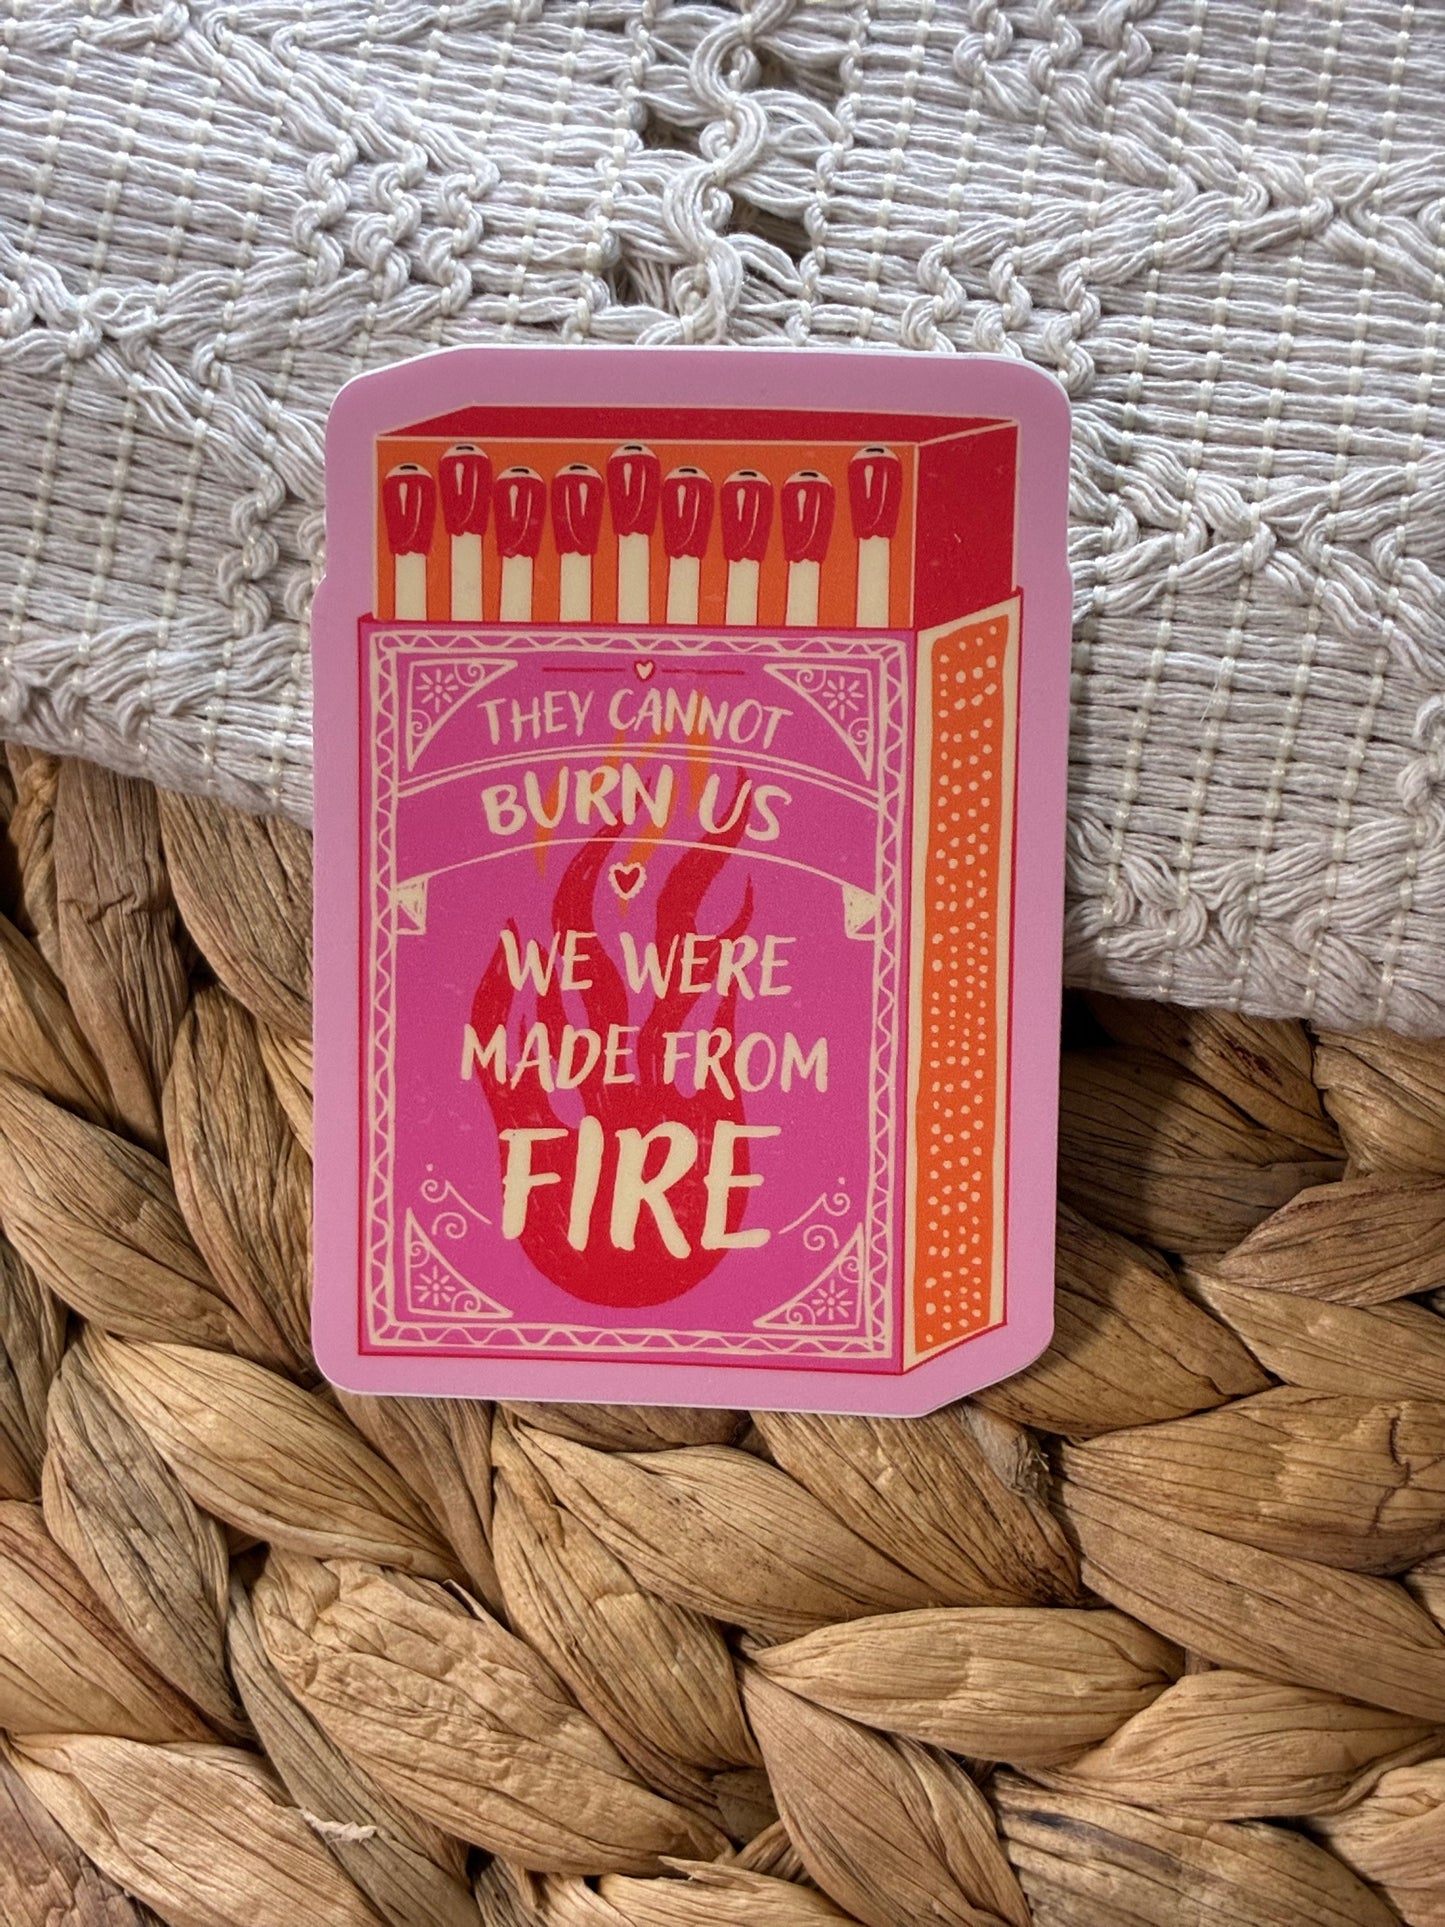 THEY CANNOT
BURN US
WE WERE
MADE FROM
FIRE